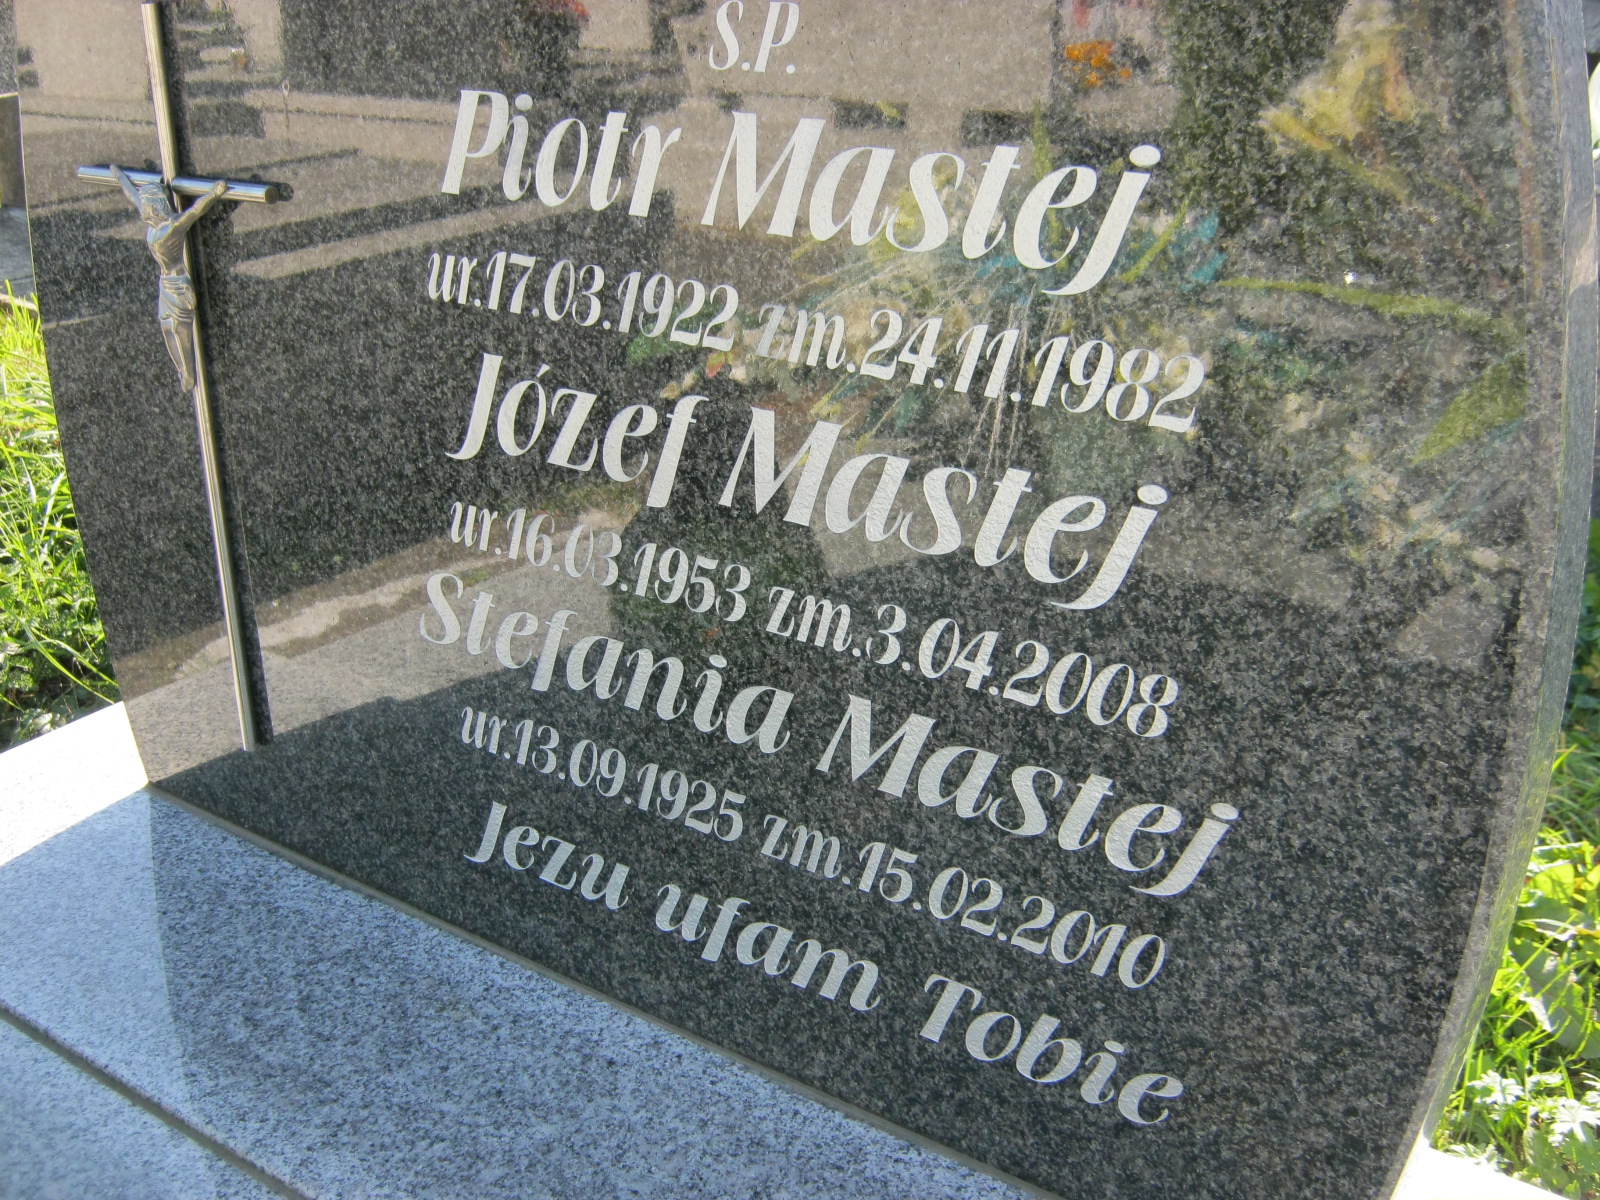 S.P.
Piotr Mastej
ur.17.03.1922 zm.24.11.1982
Józef Mastej
ur.16.03.1953 zm.3.04.2008
Stefania Mastej
ur.13.09.1925 zm.15.02.2010
Jezu ufam Tobie